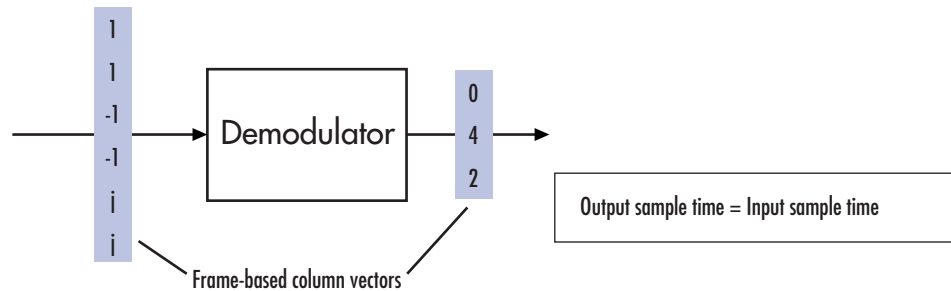 1
1
-1
-1
i
i
Demodulator
0
4
2
Output sample time = Input sample time
Frame-based column vectors